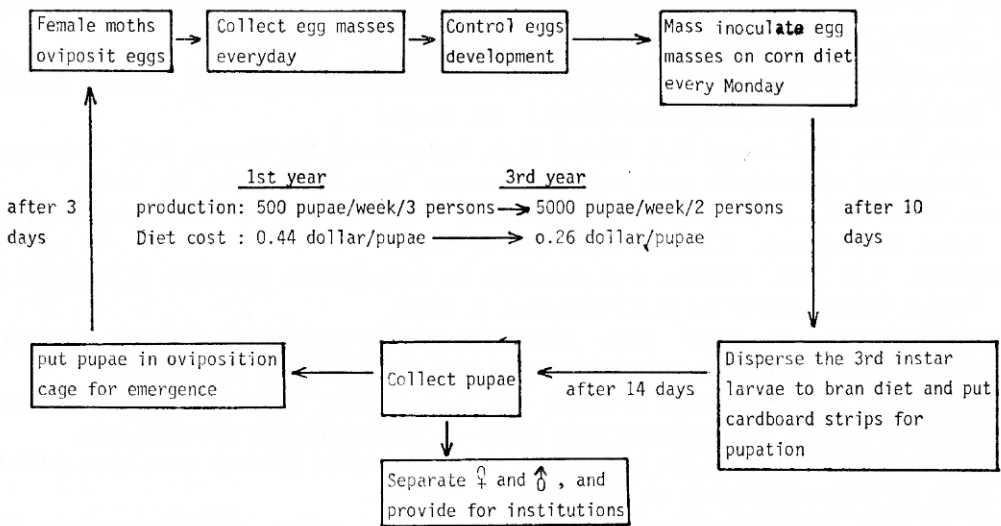 Female moths
oviposit eggs
Collect egg masses
everyday
Control eggs
development
Mass inoculate egg
masses on corn diet
every Monday
after 3
days
1st year
3rd year
production: 500 pupae/week/3 persons
5000 pupae/week/2 persons
Diet cost : 0.44 dollar/pupae
o.26 dollar/pupae
after 10
days
put pupae in oviposition
cage for emergence
Collect pupae
after 14 days
Disperse the 3rd instar
larvae to bran diet and put
cardboard strips for
pupation
Separate ♀ and ♂ , and
provide for institutions